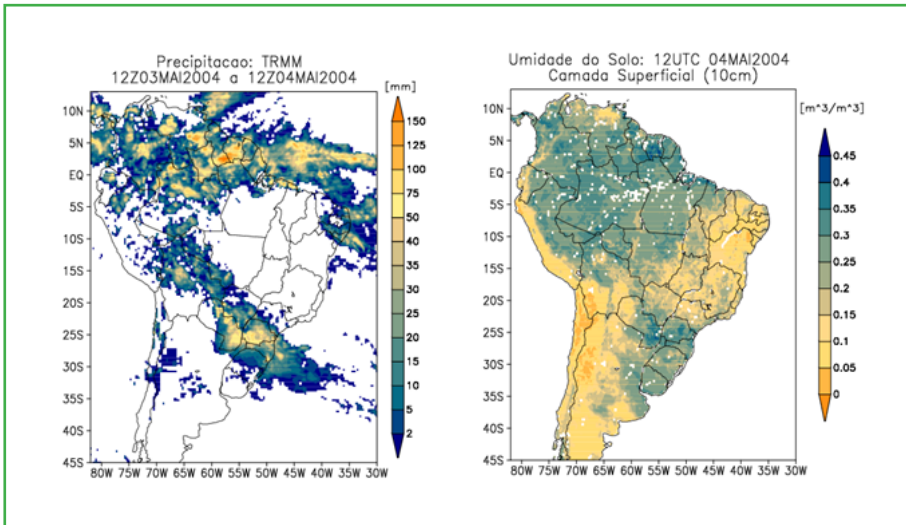 Precipitacao: TRMM
12Z03MAI2004 a 12Z04MAI2004
[mm]
10N
5N
EQ
5S
10S
15S
20S
25S
30S
35S
40S
45S
80W 75W 70W 65W 60W 55W 50W 45W 40W 35W 30W
150
125
100
75
50
40
35
30
25
20
15
10
5
2
Umidade do Solo: 12UTC 04MAI2004
Camada Superficial (10cm)
[m^3/m^3]
10N
5N
EQ
5S
10S
15S
20S
25S
30S
35S
40S
45S
80W 75W 70W 65W 60W 55W 50W 45W 40W 35W 30W
0.45
0.4
0.35
0.3
0.25
0.2
0.15
0.1
0.05
0